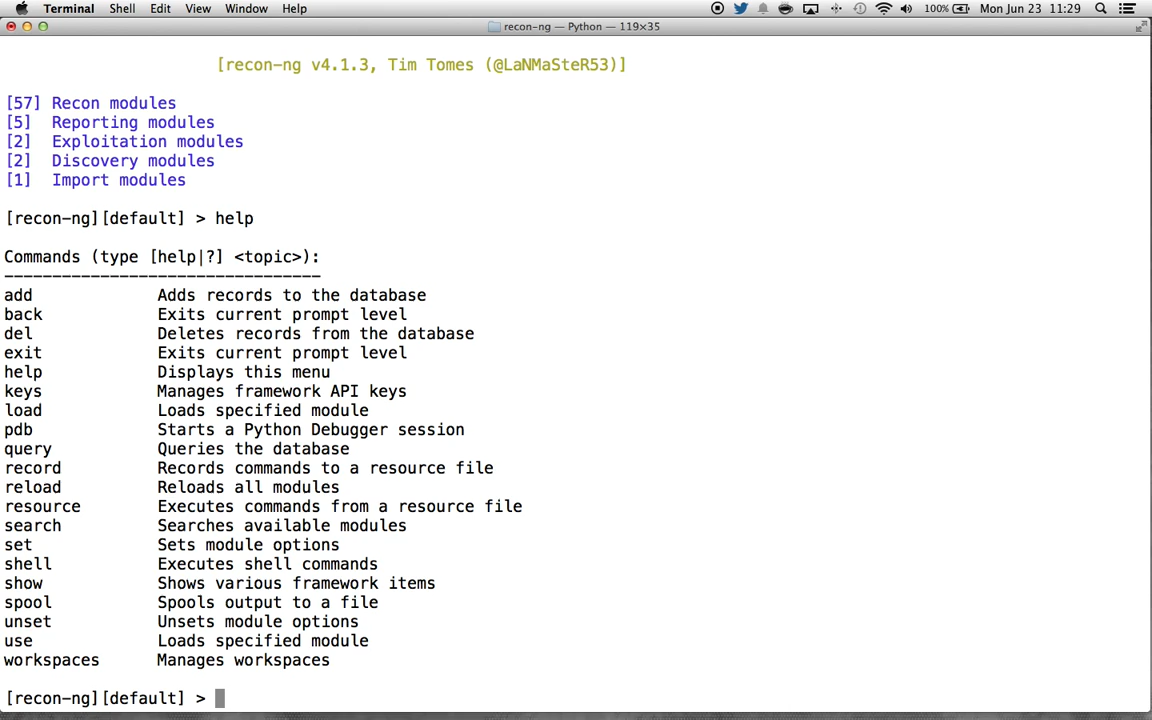 Terminal Shell Edit View Window Help 100% Mon Jun 23 11:29
recon-ng — Python — 119×35
[recon-ng v4.1.3, Tim Tomes (@LaNMaSteR53)]
[57] Recon modules
[5] Reporting modules
[2] Exploitation modules
[2] Discovery modules
[1] Import modules
[recon-ng][default] > help
Commands (type [help|?] <topic>):
---------------------------------
add Adds records to the database
back Exits current prompt level
del Deletes records from the database
exit Exits current prompt level
help Displays this menu
keys Manages framework API keys
load Loads specified module
pdb Starts a Python Debugger session
query Queries the database
record Records commands to a resource file
reload Reloads all modules
resource Executes commands from a resource file
search Searches available modules
set Sets module options
shell Executes shell commands
show Shows various framework items
spool Spools output to a file
unset Unsets module options
use Loads specified module
workspaces Manages workspaces
[recon-ng][default] >